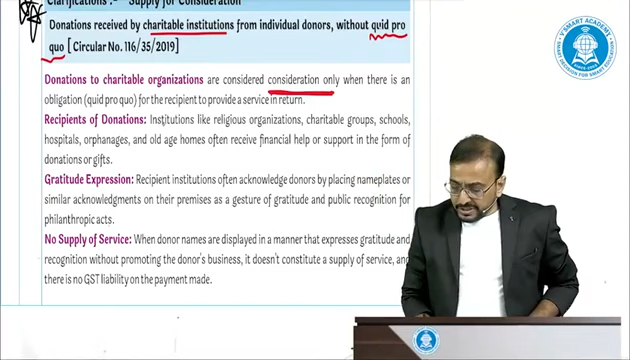 Clarifications :- Supply for Consideration
Donations received by charitable institutions from individual donors, without quid pro
quo [Circular No. 116/35/2019]
Donations to charitable organizations are considered consideration only when there is an
obligation (quid pro quo) for the recipient to provide a service in return.
Recipients of Donations: Institutions like religious organizations, charitable groups, schools,
hospitals, orphanages, and old age homes often receive financial help or support in the form of
donations or gifts.
Gratitude Expression: Recipient institutions often acknowledge donors by placing nameplates or
similar acknowledgments on their premises as a gesture of gratitude and public recognition for
philanthropic acts.
No Supply of Service: When donor names are displayed in a manner that expresses gratitude and
recognition without promoting the donor's business, it doesn't constitute a supply of service, and
there is no GST liability on the payment made.
V'SMART ACADEMY